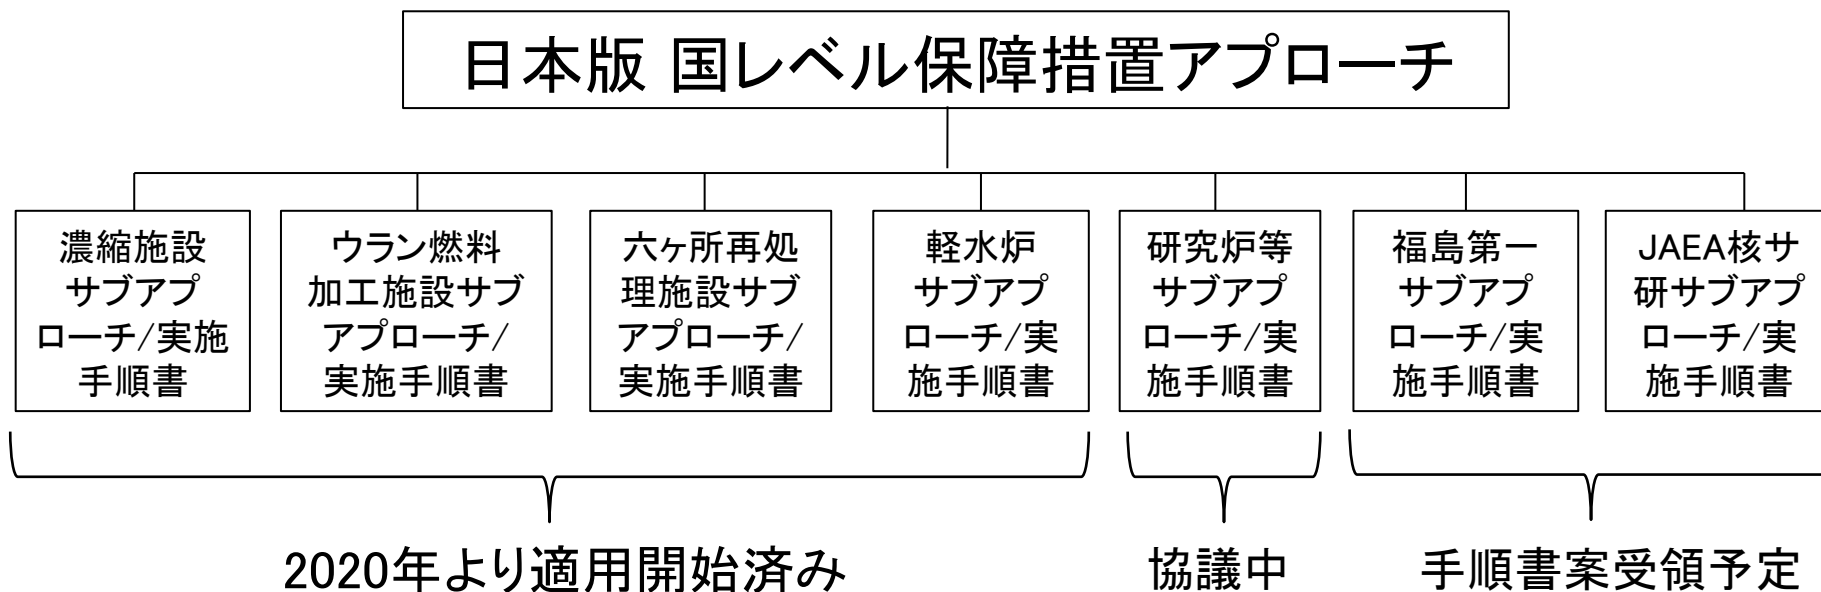 日本版 国レベル保障措置アプローチ
濃縮施設
サブアプ
ローチ/実施
手順書
ウラン燃料
加工施設サブ
アプローチ/
実施手順書
六ヶ所再処
理施設サブ
アプローチ/
実施手順書
軽水炉
サブアプ
ローチ/実
施手順書
研究炉等
サブアプ
ローチ/実
施手順書
福島第一
サブアプ
ローチ/実
施手順書
JAEA核サ
研サブアプ
ローチ/実
施手順書
2020年より適用開始済み
協議中
手順書案受領予定